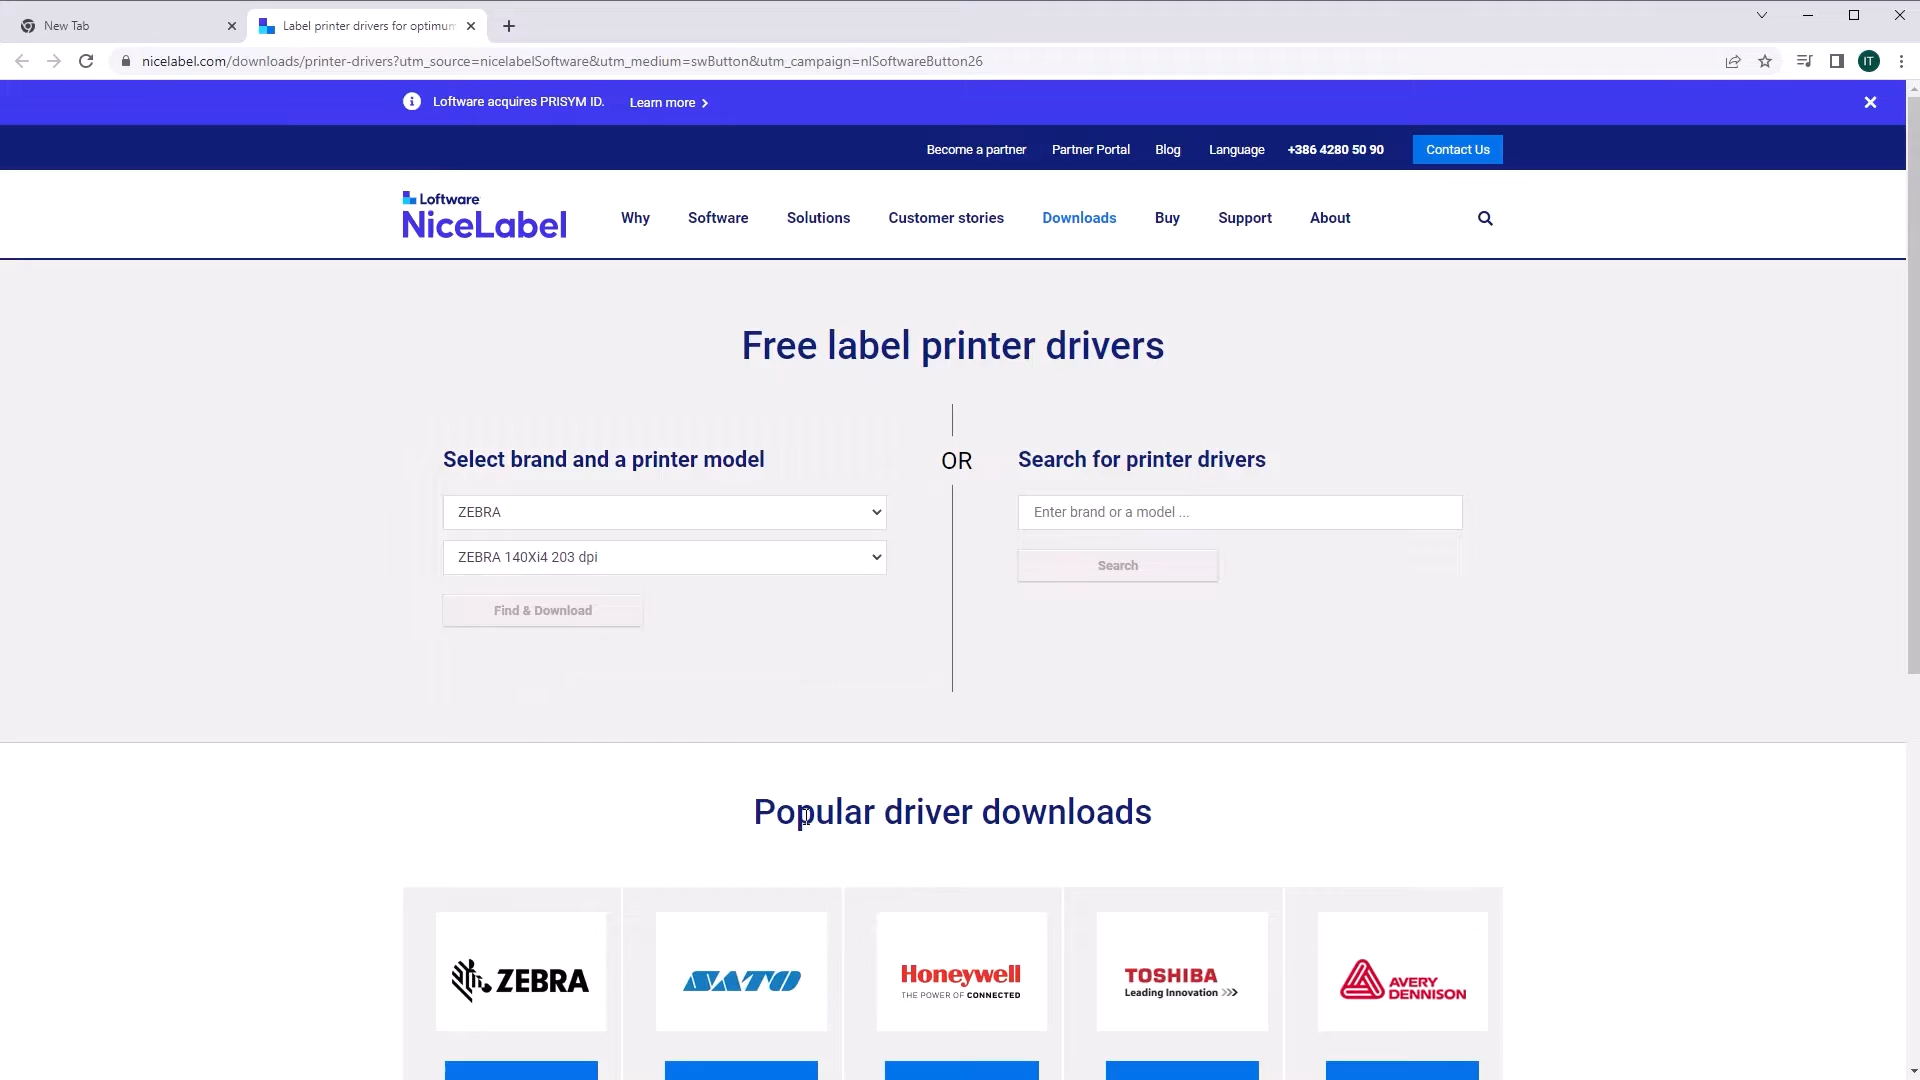 New Tab
Label printer drivers for optimum
nicelabel.com/downloads/printer-drivers?utm_source=nicelabelSoftware&utm_medium=swButton&utm_campaign=nlSoftwareButton26
IT
Loftware acquires PRISYM ID. Learn more
Become a partner Partner Portal Blog Language +386 4280 50 90 Contact Us
Loftware
NiceLabel
Why Software Solutions Customer stories Downloads Buy Support About
Free label printer drivers
Select brand and a printer model
ZEBRA
ZEBRA 140Xi4 203 dpi
Find & Download
OR
Search for printer drivers
Enter brand or a model ...
Search
Popular driver downloads
ZEBRA
SATO
Honeywell
THE POWER OF CONNECTED
TOSHIBA
Leading Innovation >>>
AVERY
DENNISON